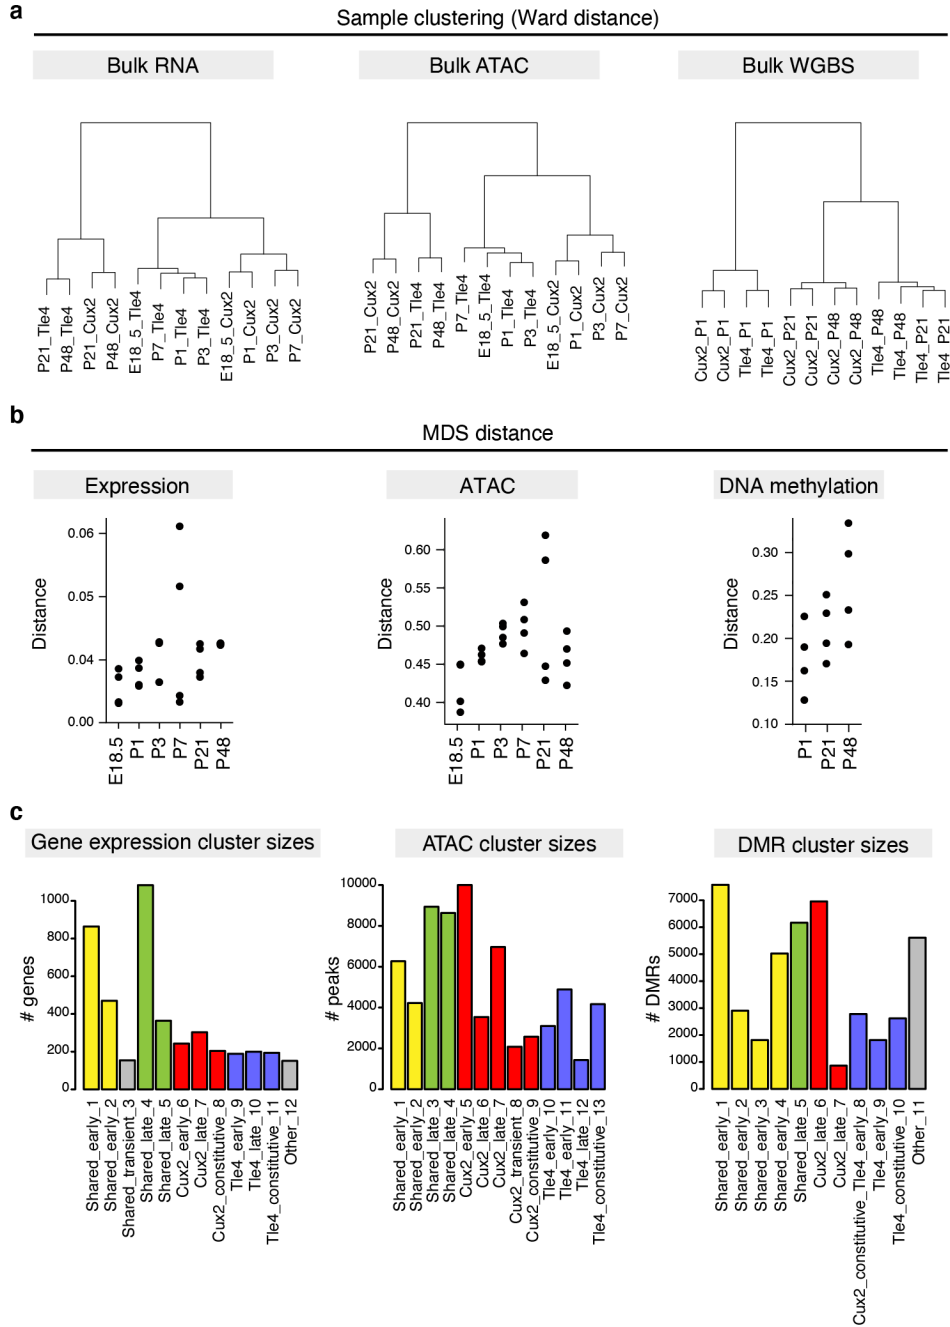 a
Sample clustering (Ward distance)
Bulk RNA
Bulk ATAC
Bulk WGBS
P21_Tle4
P48_Tle4
P21_Cux2
P48_Cux2
E18_5_Tle4
P7_Tle4
P1_Tle4
P3_Tle4
E18_5_Cux2
P1_Cux2
P3_Cux2
P7_Cux2
P21_Cux2
P48_Cux2
P21_Tle4
P48_Tle4
P7_Tle4
E18_5_Tle4
P1_Tle4
P3_Tle4
E18_5_Cux2
P1_Cux2
P3_Cux2
P7_Cux2
Cux2_P1
Cux2_P1
Tle4_P1
Tle4_P1
Cux2_P21
Cux2_P21
Cux2_P48
Cux2_P48
Tle4_P48
Tle4_P48
Tle4_P21
Tle4_P21
b
MDS distance
Expression
ATAC
DNA methylation
Distance
0.06
0.05
0.04
0.00
E18.5
P1
P3
P7
P21
P48
Distance
0.60
0.55
0.50
0.45
0.40
E18.5
P1
P3
P7
P21
P48
Distance
0.30
0.25
0.20
0.15
0.10
P1
P21
P48
c
Gene expression cluster sizes
ATAC cluster sizes
DMR cluster sizes
# genes
1000
800
600
400
200
0
Shared_early_1
Shared_early_2
Shared_transient_3
Shared_late_4
Shared_late_5
Cux2_early_6
Cux2_late_7
Cux2_constitutive_8
Tle4_early_9
Tle4_late_10
Tle4_constitutive_11
Other_12
# peaks
10000
8000
6000
4000
2000
0
Shared_early_1
Shared_early_2
Shared_late_3
Shared_late_4
Cux2_early_5
Cux2_late_6
Cux2_late_7
Cux2_transient_8
Cux2_constitutive_9
Tle4_early_10
Tle4_early_11
Tle4_late_12
Tle4_constitutive_13
# DMRs
7000
6000
5000
4000
3000
2000
1000
0
Shared_early_1
Shared_early_2
Shared_early_3
Shared_early_4
Shared_late_5
Cux2_late_6
Cux2_late_7
Cux2_constitutive_Tle4_early_8
Tle4_early_9
Tle4_constitutive_10
Other_11